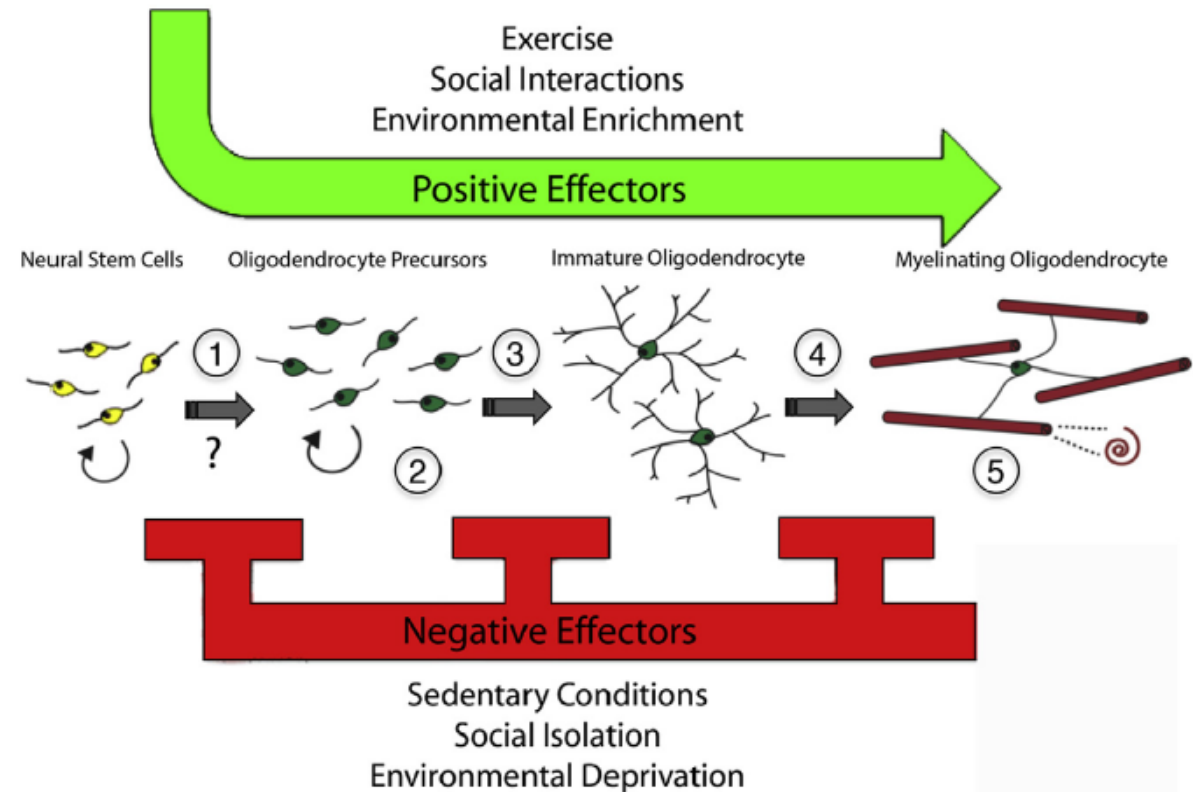 Exercise
Social Interactions
Environmental Enrichment
Positive Effectors
Neural Stem Cells
Oligodendrocyte Precursors
Immature Oligodendrocyte
Myelinating Oligodendrocyte
1
3
4
?
2
5
Negative Effectors
Sedentary Conditions
Social Isolation
Environmental Deprivation